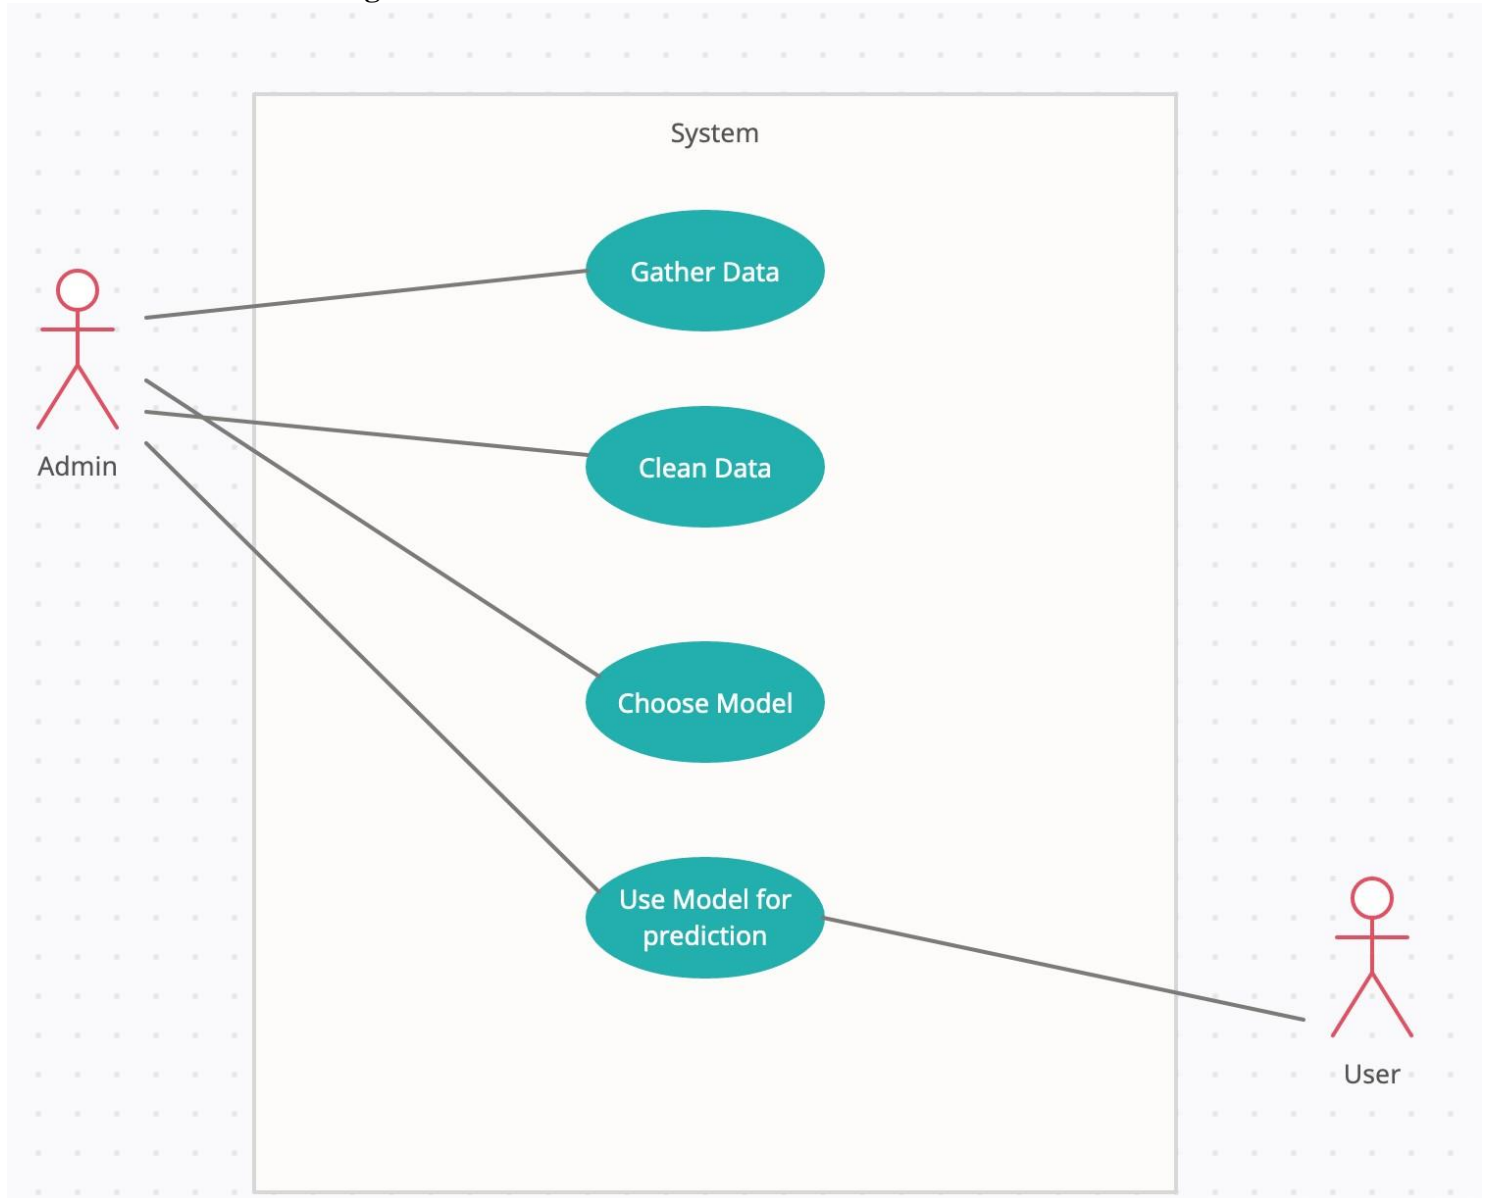 System
Gather Data
Admin
Clean Data
Choose Model
Use Model for
prediction
User